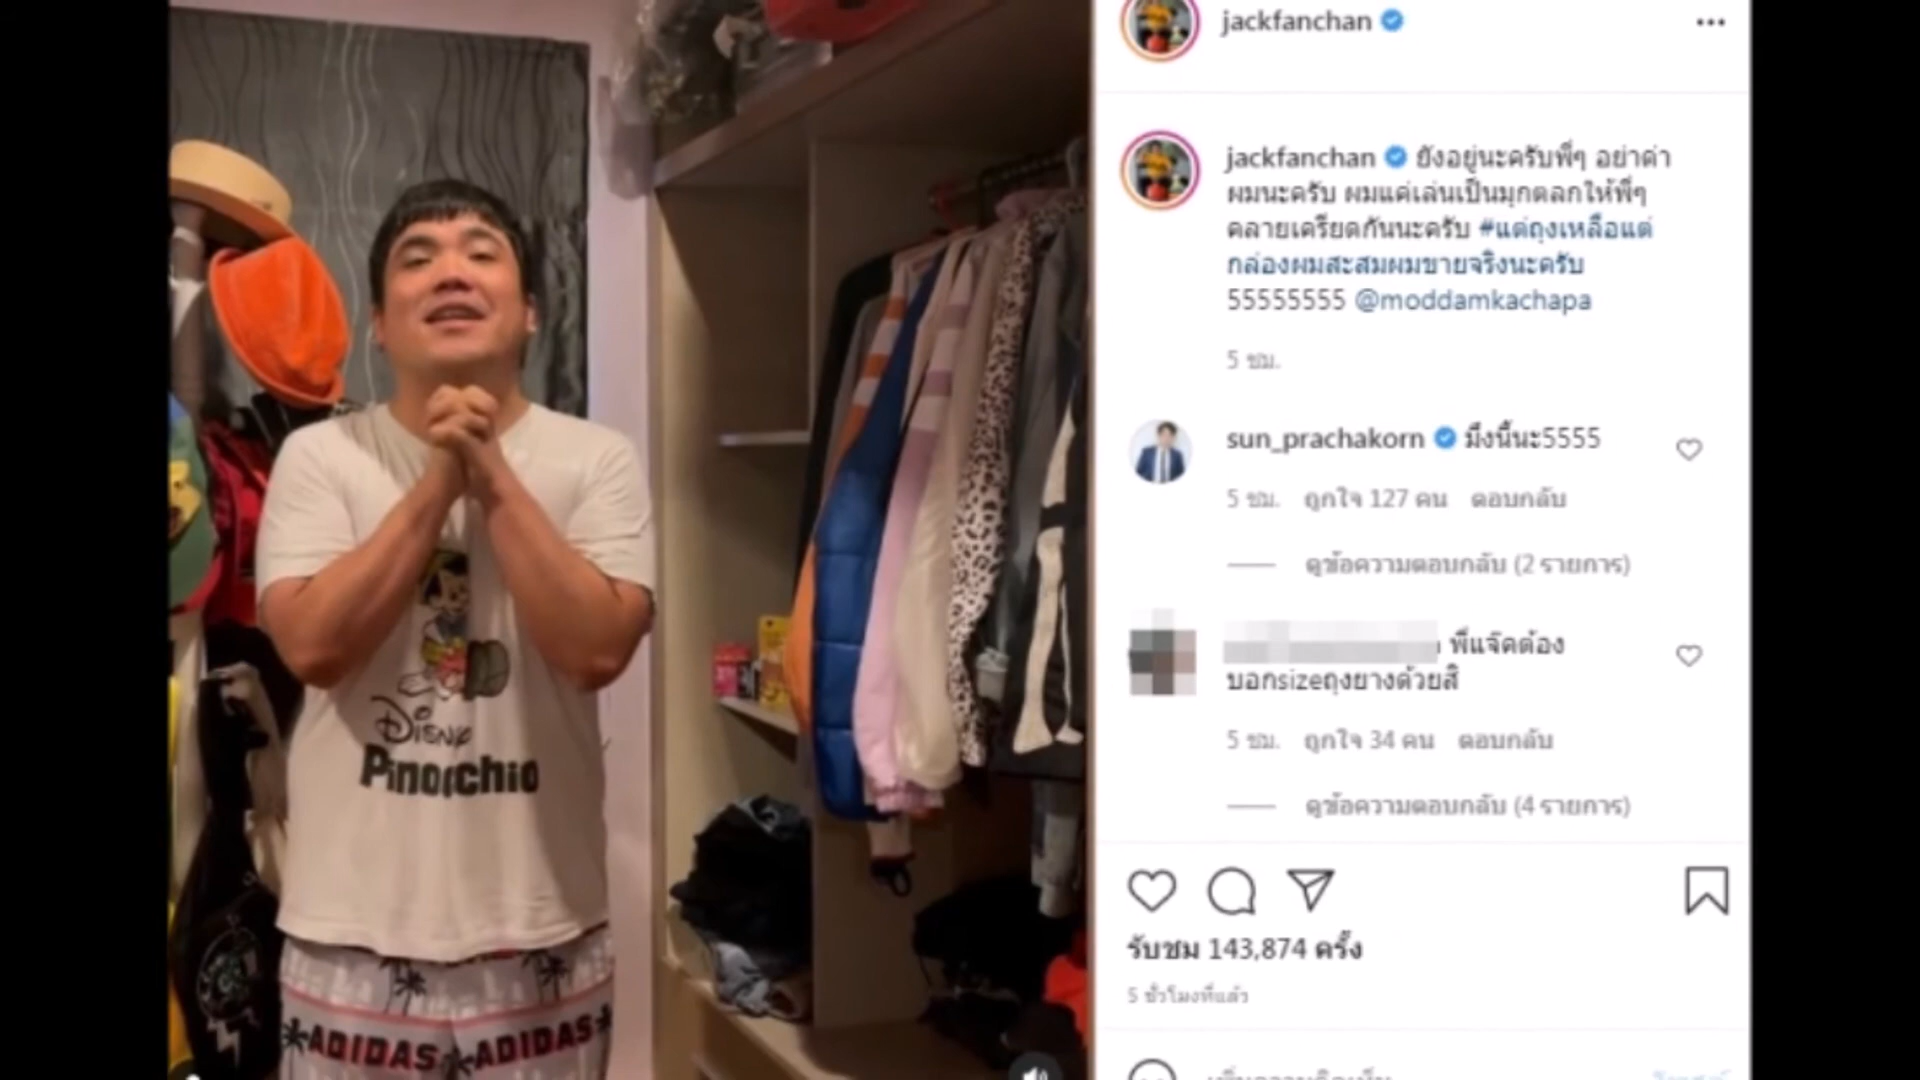 jackfanchan
jackfanchan ยังอยู่นะครับพี่ๆ อย่าด่า
ผมนะครับ ผมแค่เล่นเป็นมุกตลกให้พี่ๆ
คลายเครียดกันนะครับ #แต่ถุงเหลือแต่
กล่องผมสะสมผมขายจริงนะครับ
55555555 @moddamkachapa
5 ชม.
sun_prachakorn มึงนี้นะ5555
5 ชม. ถูกใจ 127 คน ตอบกลับ
ดูข้อความตอบกลับ (2 รายการ)
พี่แจ๊คต้อง
บอกsizeถุงยางด้วยสิ
5 ชม. ถูกใจ 34 คน ตอบกลับ
ดูข้อความตอบกลับ (4 รายการ)
รับชม 143,874 ครั้ง
5 ชั่วโมงที่แล้ว
Disney
Pinocchio
ADIDAS ADIDAS